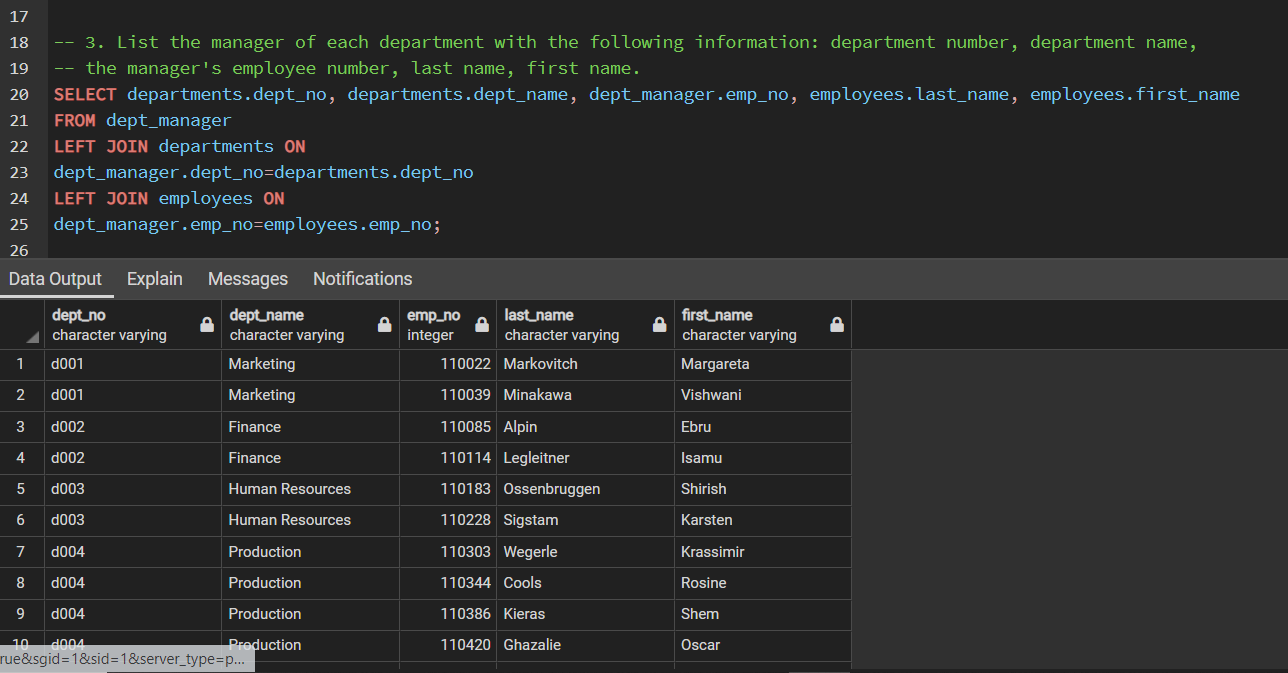 17
18 -- 3. List the manager of each department with the following information: department number, department name,
19 -- the manager's employee number, last name, first name.
20 SELECT departments.dept_no, departments.dept_name, dept_manager.emp_no, employees.last_name, employees.first_name
21 FROM dept_manager
22 LEFT JOIN departments ON
23 dept_manager.dept_no=departments.dept_no
24 LEFT JOIN employees ON
25 dept_manager.emp_no=employees.emp_no;
26
Data Output Explain Messages Notifications
dept_no dept_name emp_no last_name first_name
character varying character varying integer character varying character varying
1 d001 Marketing 110022 Markovitch Margareta
2 d001 Marketing 110039 Minakawa Vishwani
3 d002 Finance 110085 Alpin Ebru
4 d002 Finance 110114 Legleitner Isamu
5 d003 Human Resources 110183 Ossenbruggen Shirish
6 d003 Human Resources 110228 Sigstam Karsten
7 d004 Production 110303 Wegerle Krassimir
8 d004 Production 110344 Cools Rosine
9 d004 Production 110386 Kieras Shem
10 d004 Production 110420 Ghazalie Oscar
rue&sgid=1&sid=1&server_type=p...